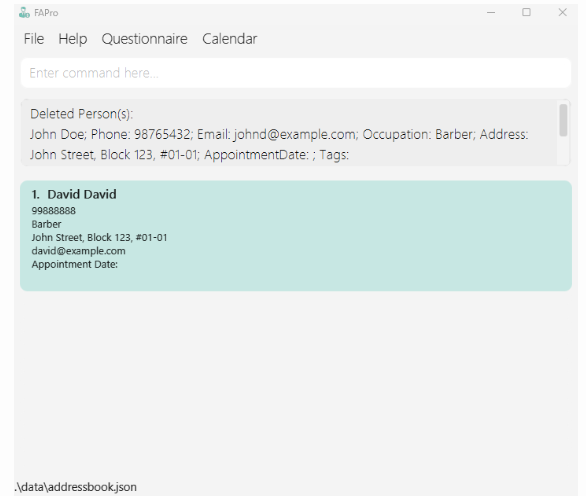 FAPro
File Help Questionnaire Calendar
Enter command here...
Deleted Person(s):
John Doe; Phone: 98765432; Email: johnd@example.com; Occupation: Barber; Address:
John Street, Block 123, #01-01; AppointmentDate: ; Tags:
1. David David
99888888
Barber
John Street, Block 123, #01-01
david@example.com
Appointment Date:
.\data\addressbook.json